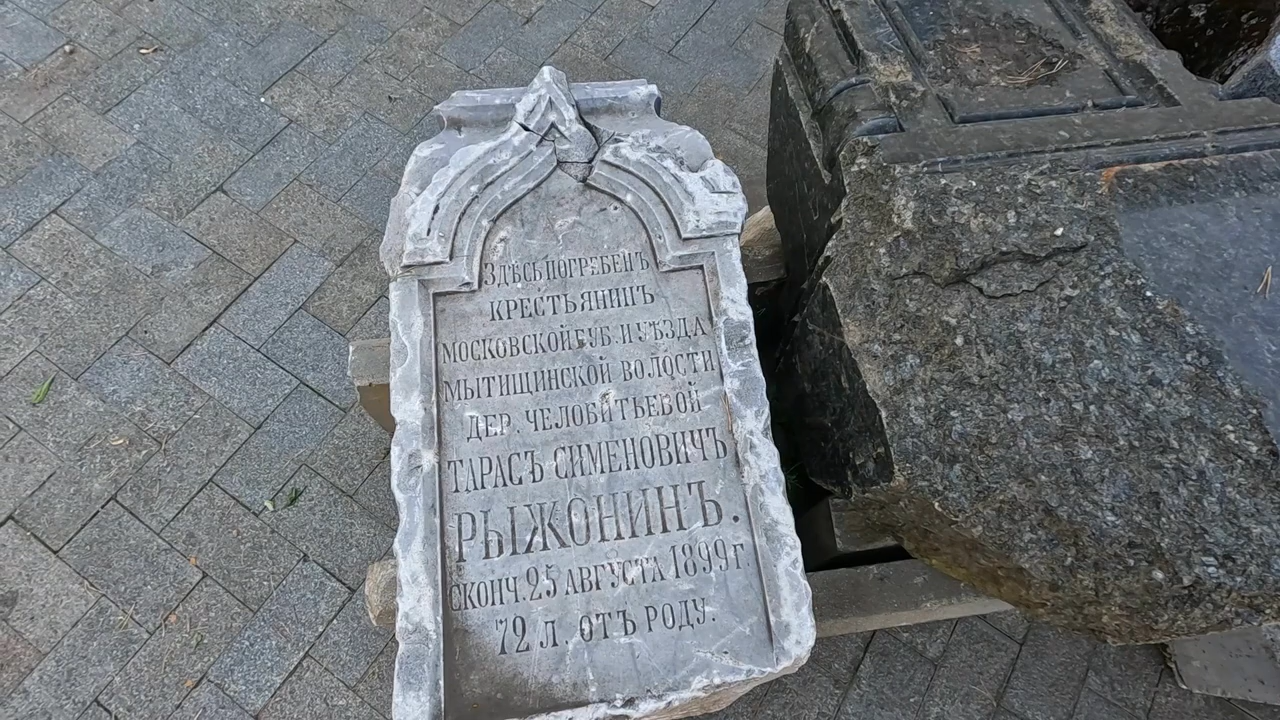 ЗДѢСЬ ПОГРЕБЕНЪ
КРЕСТЬЯНИНЪ
МОСКОВСКОЙ ГУБ. И УѢЗДА
МЫТИЩИНСКОЙ ВОЛОСТИ
ДЕР. ЧЕЛОБИТЬЕВОЙ
ТАРАСЪ СИМЕНОВИЧЪ
РЫЖОНИНЪ.
СКОНЧ. 25 АВГУСТА 1899 Г.
72 Л. ОТЪ РОДУ.